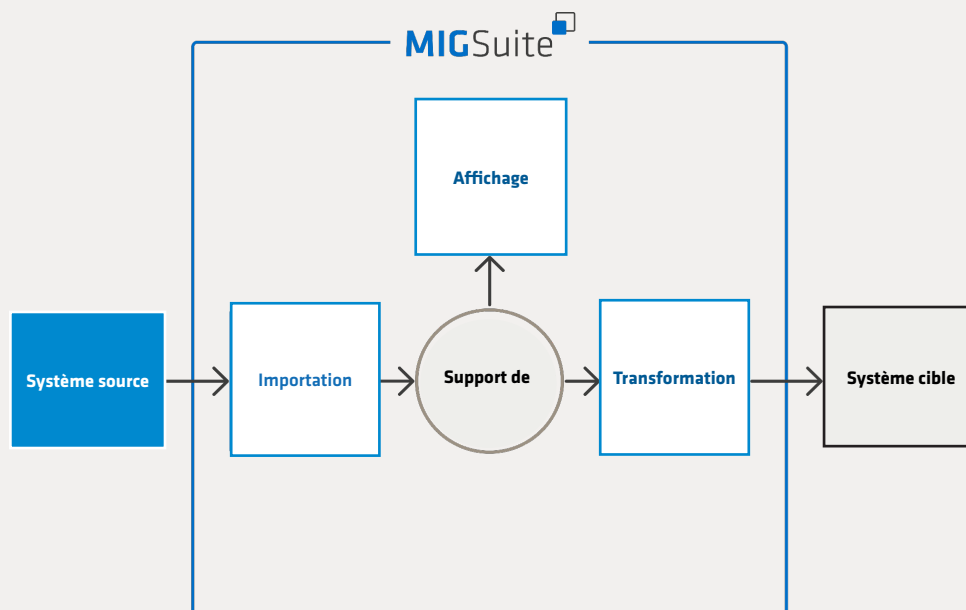 MIGSuite
Affichage
Système source
Importation
Support de
Transformation
Système cible